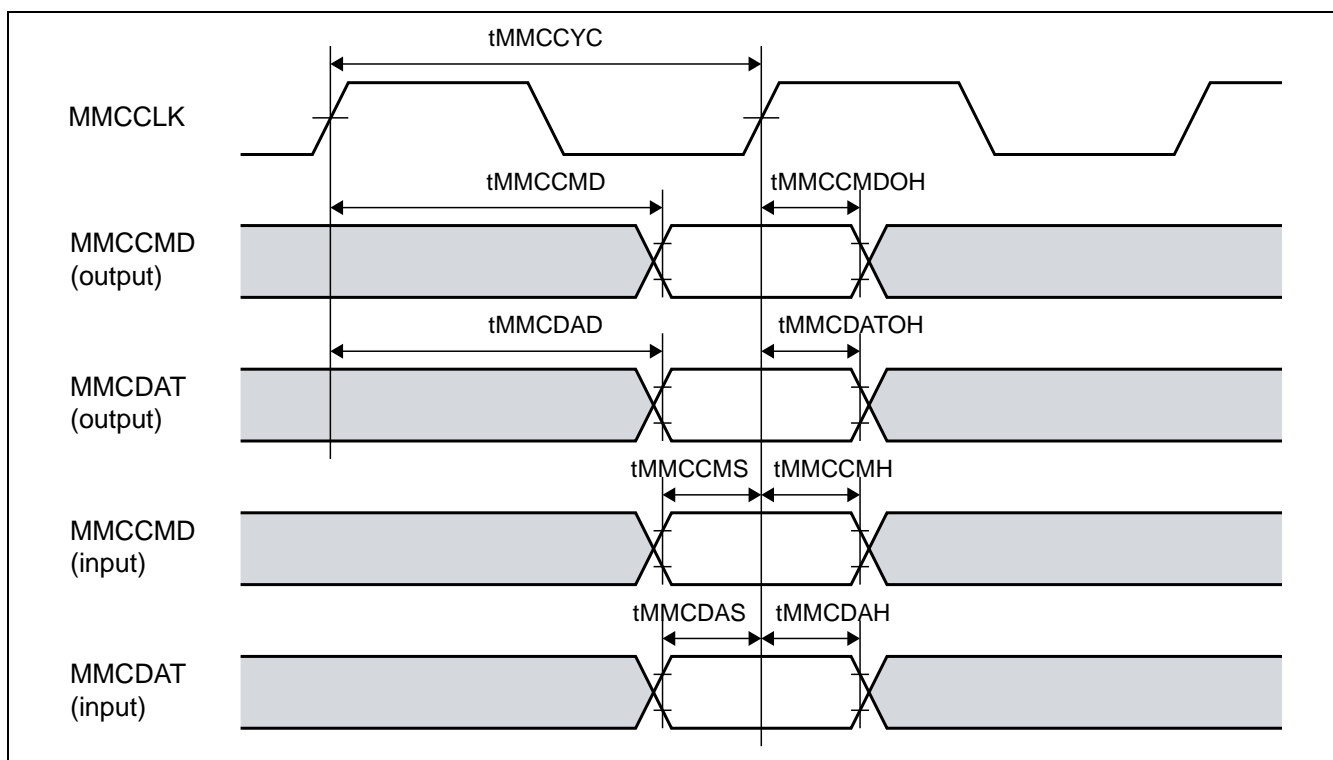 tMMCCYC
MMCCLK
tMMCCMD tMMCCMDOH
MMCCMD
(output)
tMMCDAD tMMCDATOH
MMCDAT
(output)
tMMCCMS tMMCCMH
MMCCMD
(input)
tMMCDAS tMMCDAH
MMCDAT
(input)